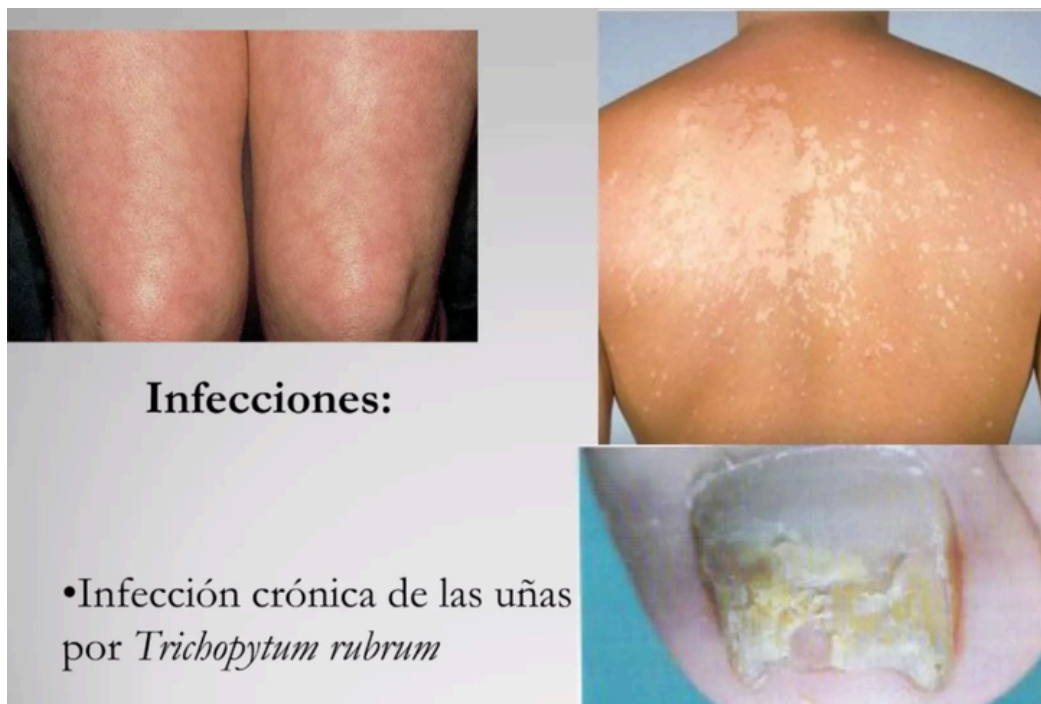 Infecciones:
•Infección crónica de las uñas
por Trichopytum rubrum